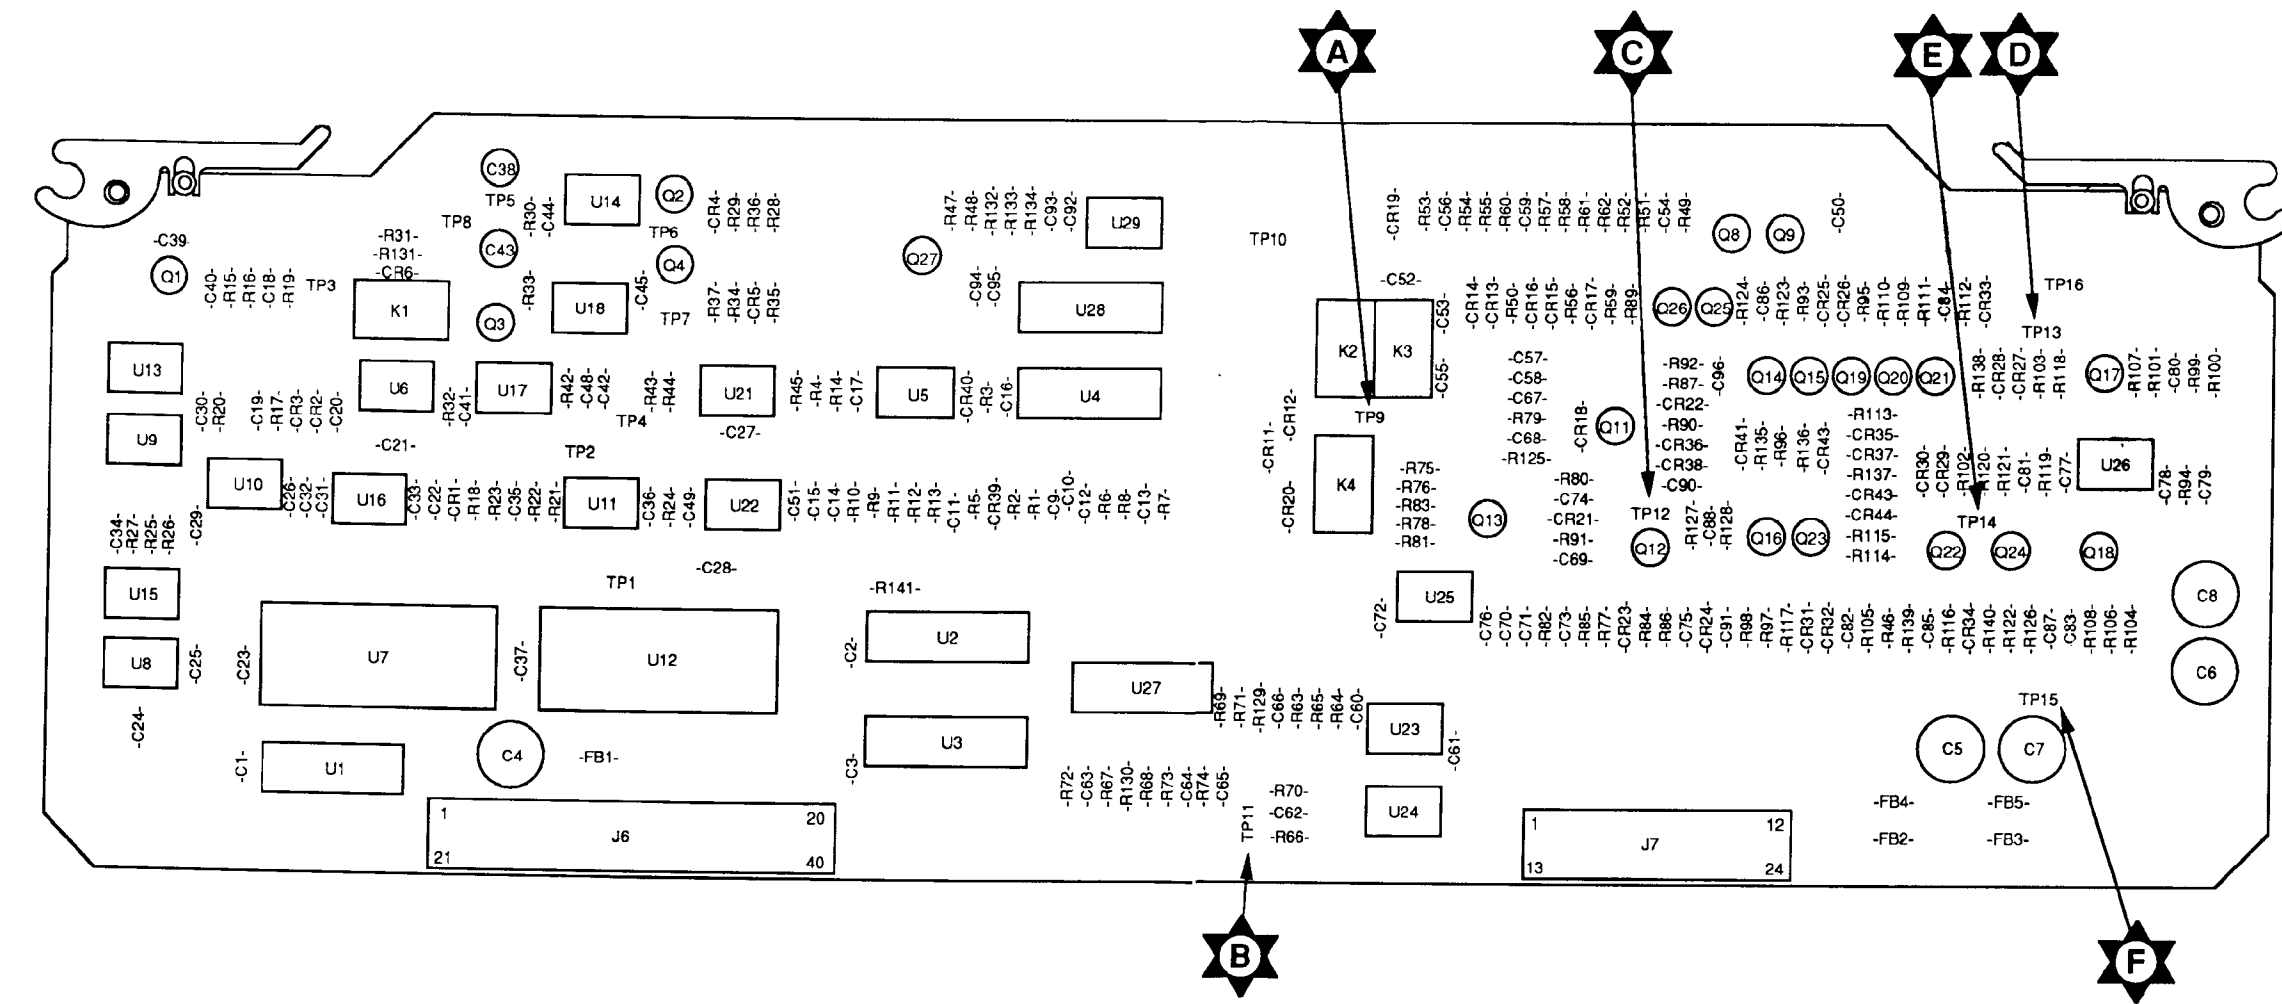 A
C
E
D
C38
TP5
U14
Q2
-R30-
-C44-
-CR4-
-R29-
-R36-
-R28-
-R47-
-R48-
-R132-
-R133-
-R134-
-C93-
-C92-
U29
-CR19-
-R53-
-C56-
-R54-
-R55-
-R60-
-C59-
-R57-
-R58-
-R61-
-R62-
-R52-
-R51-
-C54-
-R49-
Q8
Q9
-C50-
TP8
TP6
TP10
-C39-
-R31-
-R131-
-CR6-
C43
Q4
Q27
Q1
-C40-
-R15-
-R16-
-C18-
-R19-
TP3
K1
-R33-
Q3
U18
-C45-
TP7
-R37-
-R34-
-CR5-
-R35-
-C94-
-C95-
U28
-C52-
K2
K3
-C53-
-CR14-
-CR13-
-R50-
-CR16-
-CR15-
-R56-
-CR17-
-R59-
-R89-
Q26
Q25
-R124-
-C86-
-R123-
-R93-
-CR25-
-CR26-
-R95-
-R110-
-R109-
-R111-
-C84-
-R112-
-CR33-
TP16
TP13
U13
U6
U17
-R42-
-C48-
-C42-
-R43-
-R44-
U21
-R45-
-R4-
-R14-
-C17-
U5
-CR40-
-R3-
-C16-
U4
-C55-
-C57-
-C58-
-C67-
-R79-
-C68-
-R125-
-R92-
-R87-
-CR22-
-R90-
-CR36-
-CR38-
-C90-
-C96-
Q14
Q15
Q19
Q20
Q21
-R138-
-CR28-
-CR27-
-R103-
-R118-
Q17
-R107-
-R101-
-C80-
-R99-
-R100-
-C30-
-R20-
-C19-
-R17-
-CR3-
-CR2-
-C20-
-R32-
-C41-
TP4
-C27-
TP9
-CR12-
-CR11-
-CR18-
Q11
U9
-C21-
TP2
-CR41-
-R135-
-R96-
-R136-
-CR43-
-R113-
-CR35-
-CR37-
-R137-
-CR43-
-CR44-
-R115-
-R114-
-CR30-
-CR29-
-R102-
-R120-
-R121-
-C81-
-R119-
-C77-
U26
-C78-
-R94-
-C79-
U10
-C26-
-C32-
-C31-
U16
-C33-
-C22-
-CR1-
-R18-
-R23-
-C35-
-R22-
-R21-
U11
-C36-
-R24-
-C49-
U22
-C51-
-C15-
-C14-
-R10-
-R9-
-R11-
-R12-
-R13-
-C11-
-R5-
-CR39-
-R2-
-R1-
-C9-
-C10-
-C12-
-R6-
-R8-
-C13-
-R7-
K4
-CR20-
-R75-
-R76-
-R83-
-R78-
-R81-
Q13
-R80-
-C74-
-CR21-
-R91-
-C69-
TP12
Q12
-R127-
-C88-
-R128-
Q16
Q23
TP14
Q22
Q24
Q18
-C34-
-R27-
-R25-
-R26-
-C29-
-C28-
TP1
-R141-
U15
U25
-C72-
-C76-
-C70-
-C71-
-R82-
-C73-
-R85-
-R77-
-CR23-
-R84-
-R86-
-C75-
-CR24-
-C91-
-R98-
-R97-
-R117-
-CR31-
-CR32-
-C82-
-R105-
-R46-
-R139-
-C85-
-R116-
-CR34-
-R140-
-R122-
-R126-
-C87-
-C83-
-R108-
-R106-
-R104-
C8
U8
-C25-
-C23-
U7
-C37-
U12
-C2-
U2
U27
-R69-
-R71-
-R129-
-C66-
-R63-
-R65-
-R64-
-C60-
C6
TP15
-C24-
U23
-C61-
C5
C7
-C1-
U1
C4
-FB1-
-C3-
U3
-R72-
-C63-
-R67-
-R130-
-R68-
-R73-
-C64-
-R74-
-C65-
TP11
-R70-
-C62-
-R66-
U24
-FB4-
-FB5-
-FB2-
-FB3-
1
20
J6
21
40
1
12
J7
13
24
B
F